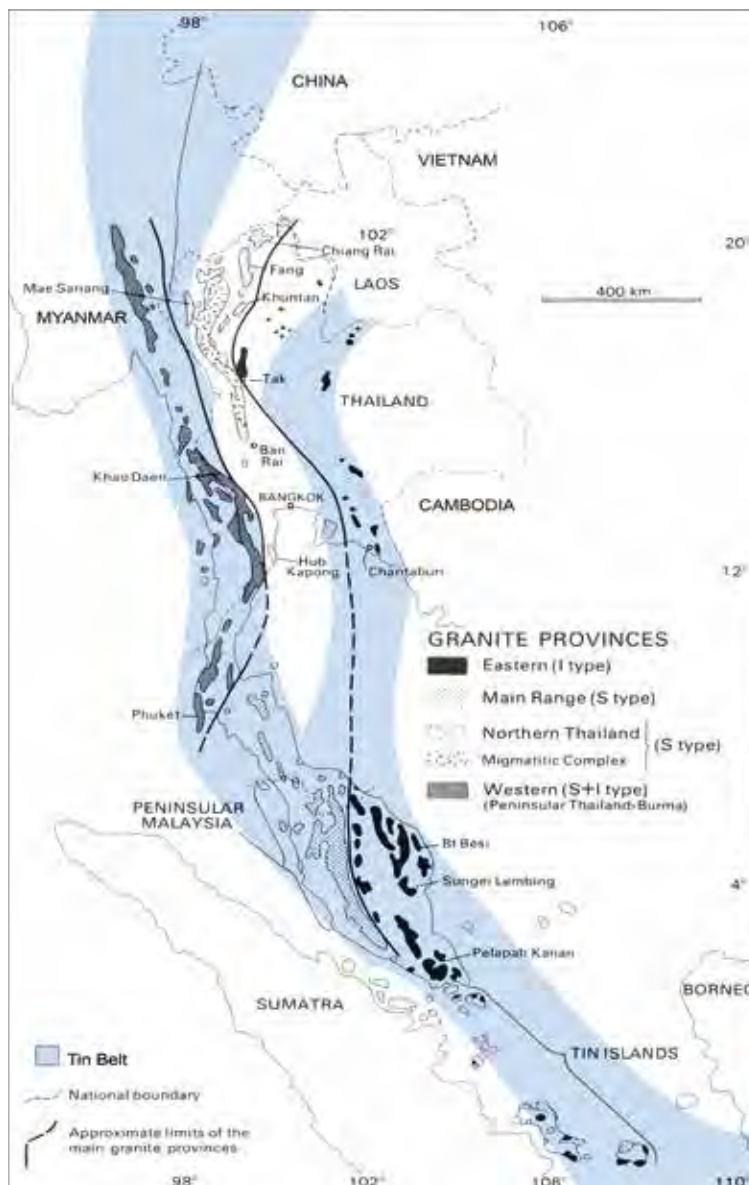 98°
106°
CHINA
VIETNAM
102°
Chiang Rai
20°
Fang
LAOS
Mae Sariang
Khuntan
400 km
MYANMAR
Tak
THAILAND
Ban
Rai
Khao Daen
BANGKOK
CAMBODIA
Hub
Kapong
Chantaburi
12°
GRANITE PROVINCES
Eastern (I type)
Main Range (S type)
Northern Thailand
Migmatitic Complex
(S type)
Western (S+I type)
(Peninsular Thailand-Burma)
Phuket
PENINSULAR
MALAYSIA
Bt Besi
Sungei Lembing
4°
Pelapah Kanan
SUMATRA
BORNEO
TIN ISLANDS
Tin Belt
National boundary
Approximate limits of the
main granite provinces
98°
102°
106°
110°